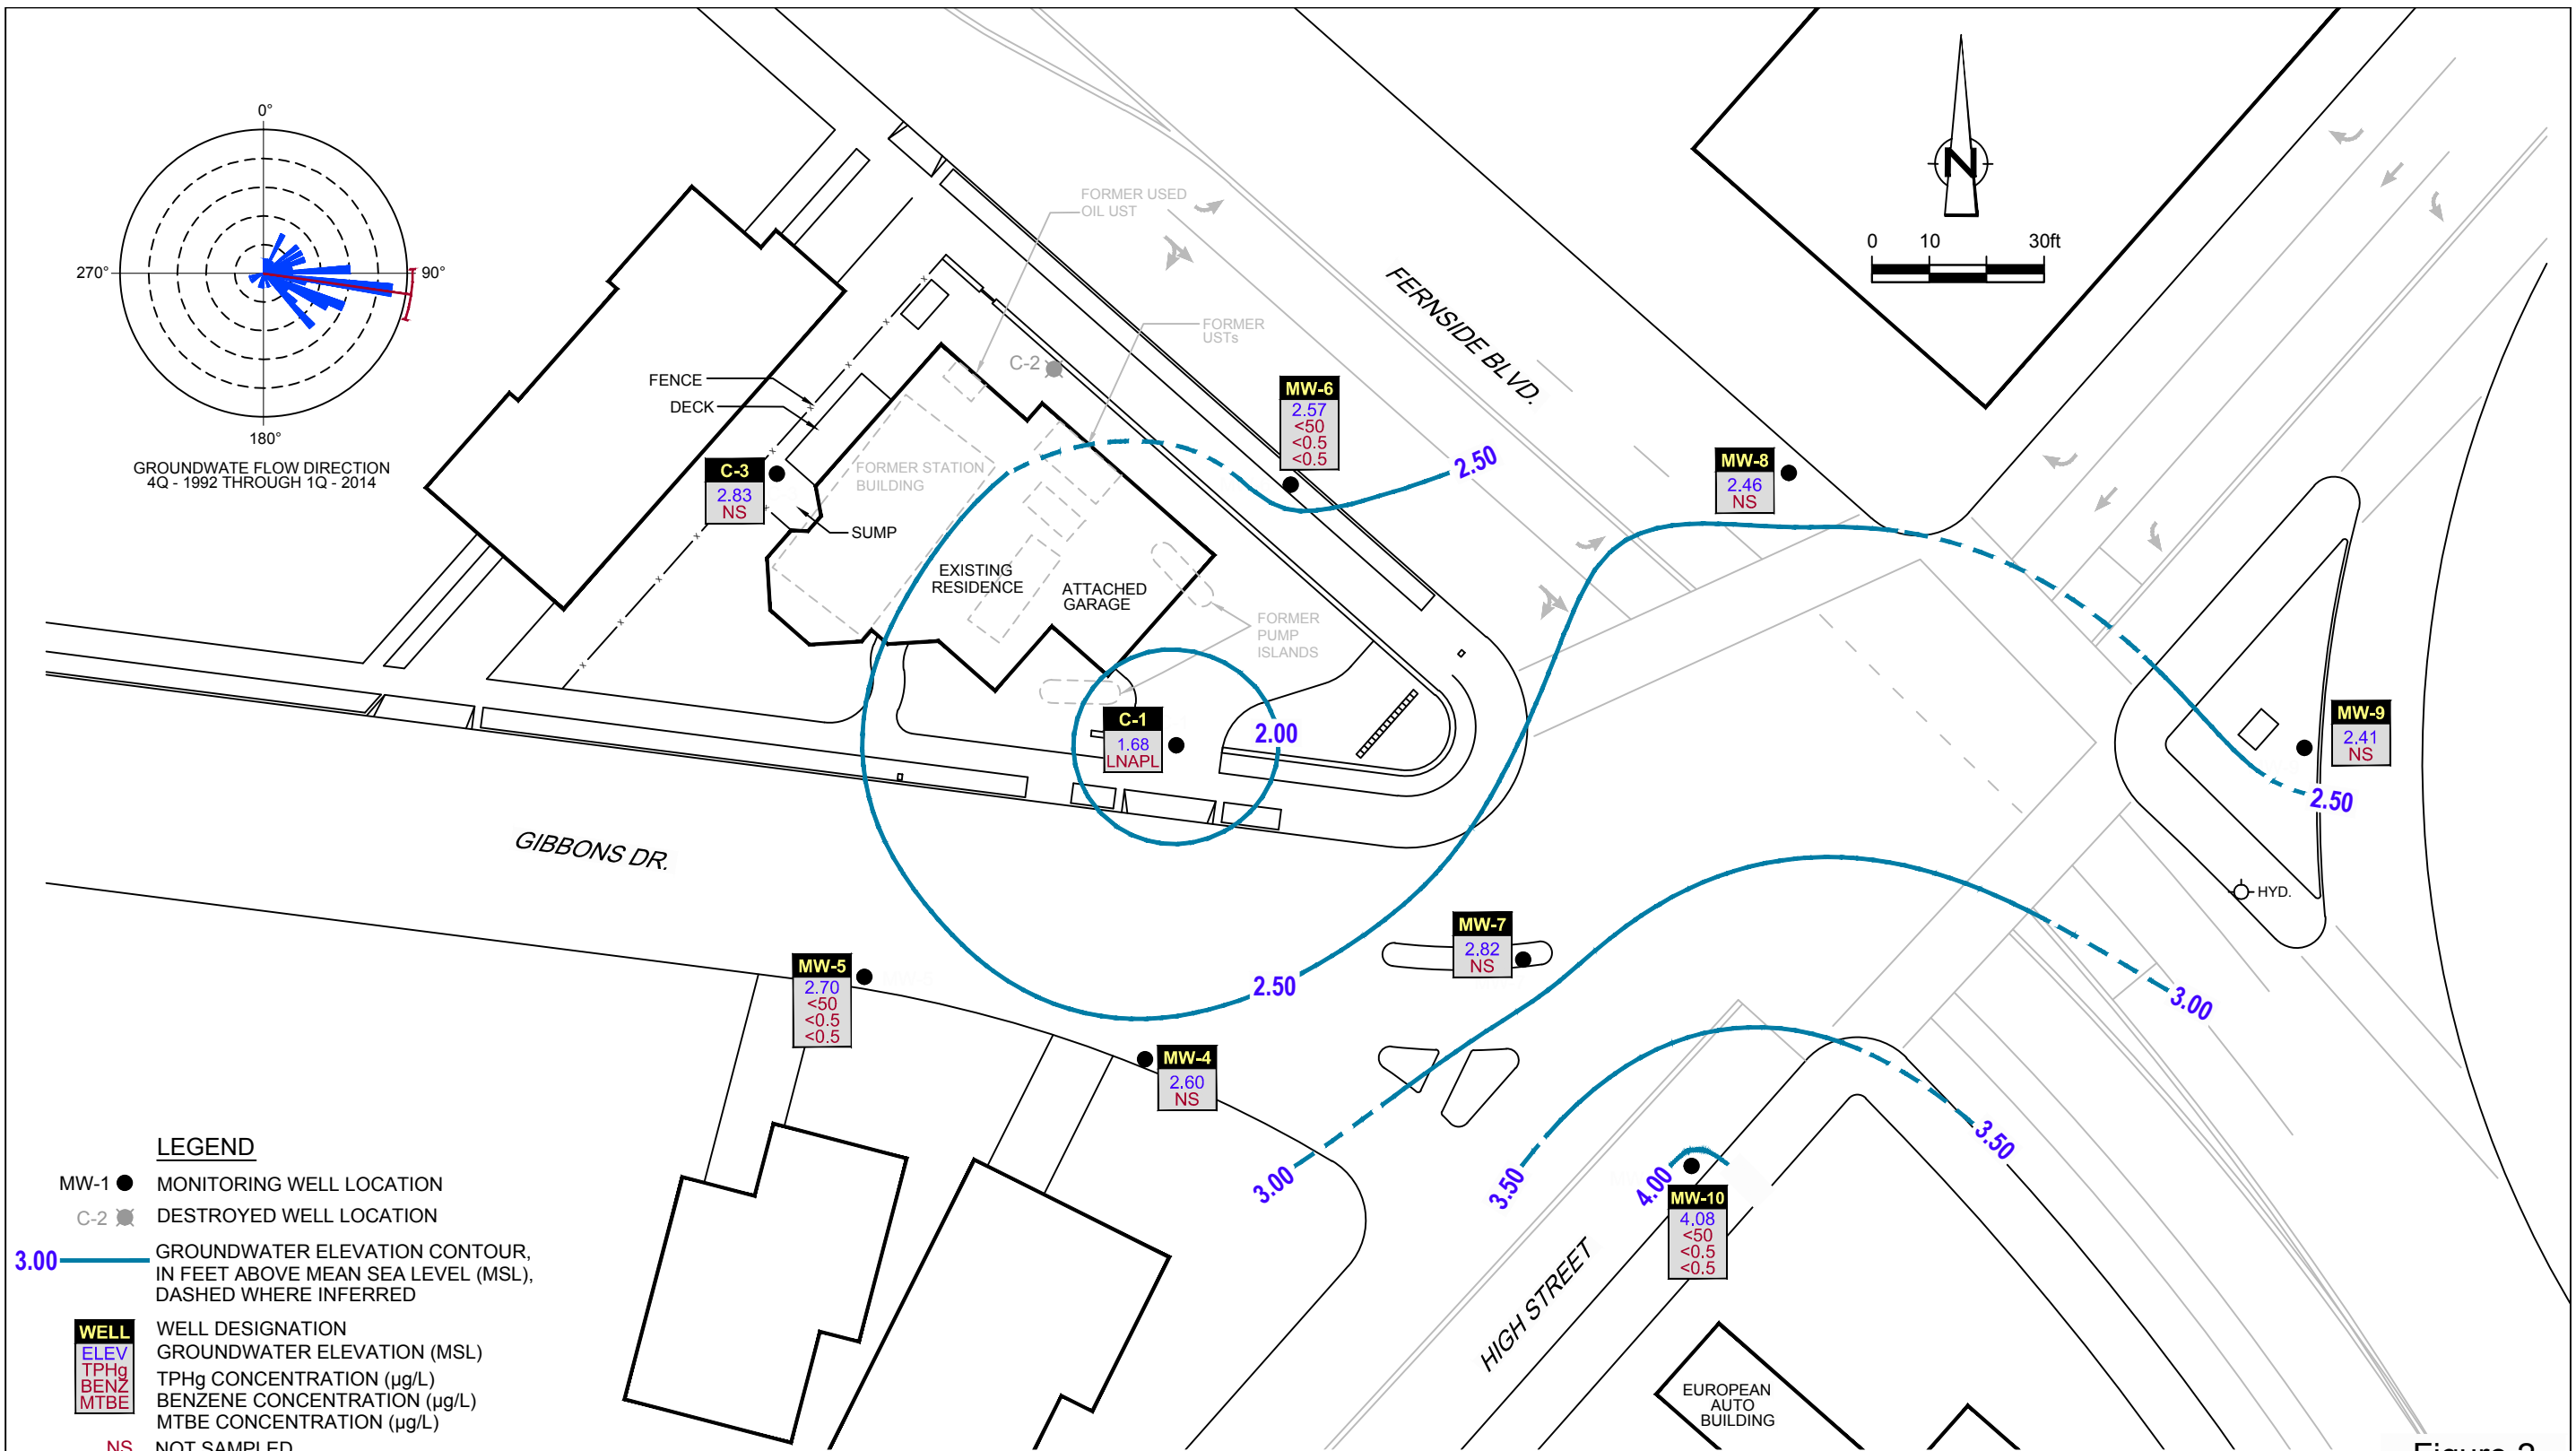 0°
270°
90°
180°
GROUNDWATE FLOW DIRECTION
4Q - 1992 THROUGH 1Q - 2014
FORMER USED
OIL UST
FORMER
USTs
C-2
FENCE
DECK
C-3
2.83
NS
FORMER STATION
BUILDING
SUMP
EXISTING
RESIDENCE
ATTACHED
GARAGE
FORMER
PUMP
ISLANDS
MW-6
2.57
<50
<0.5
<0.5
2.50
FERNSIDE BLVD.
N
0 10 30ft
MW-8
2.46
NS
MW-9
2.41
NS
2.50
HYD.
C-1
1.68
LNAPL
2.00
GIBBONS DR.
MW-5
2.70
<50
<0.5
<0.5
2.50
MW-7
2.82
NS
MW-4
2.60
NS
3.00
3.00
3.50
3.50
4.00
MW-10
4.08
<50
<0.5
<0.5
HIGH STREET
EUROPEAN
AUTO
BUILDING
LEGEND
MW-1 MONITORING WELL LOCATION
C-2 DESTROYED WELL LOCATION
3.00 GROUNDWATER ELEVATION CONTOUR,
IN FEET ABOVE MEAN SEA LEVEL (MSL),
DASHED WHERE INFERRED
WELL WELL DESIGNATION
ELEV GROUNDWATER ELEVATION (MSL)
TPHg TPHg CONCENTRATION (µg/L)
BENZ BENZENE CONCENTRATION (µg/L)
MTBE MTBE CONCENTRATION (µg/L)
NS NOT SAMPLED
Figure